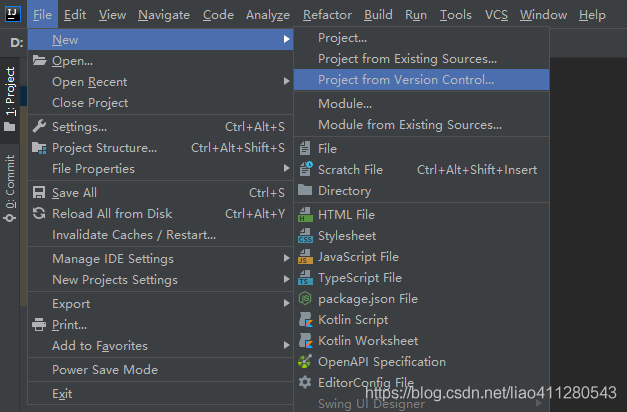 IJ File Edit View Navigate Code Analyze Refactor Build Run Tools VCS Window Help
D:
1: Project
0: Commit
New
Open...
Open Recent
Close Project
Settings... Ctrl+Alt+S
Project Structure... Ctrl+Alt+Shift+S
File Properties
Save All Ctrl+S
Reload All from Disk Ctrl+Alt+Y
Invalidate Caches / Restart...
Manage IDE Settings
New Projects Settings
Export
Print...
Add to Favorites
Power Save Mode
Exit
Project...
Project from Existing Sources...
Project from Version Control...
Module...
Module from Existing Sources...
File
Scratch File Ctrl+Alt+Shift+Insert
Directory
H HTML File
CSS Stylesheet
JS JavaScript File
TS TypeScript File
JS package.json File
Kotlin Script
Kotlin Worksheet
OpenAPI Specification
EditorConfig File
Swing UI Designer
https://blog.csdn.net/liao411280543